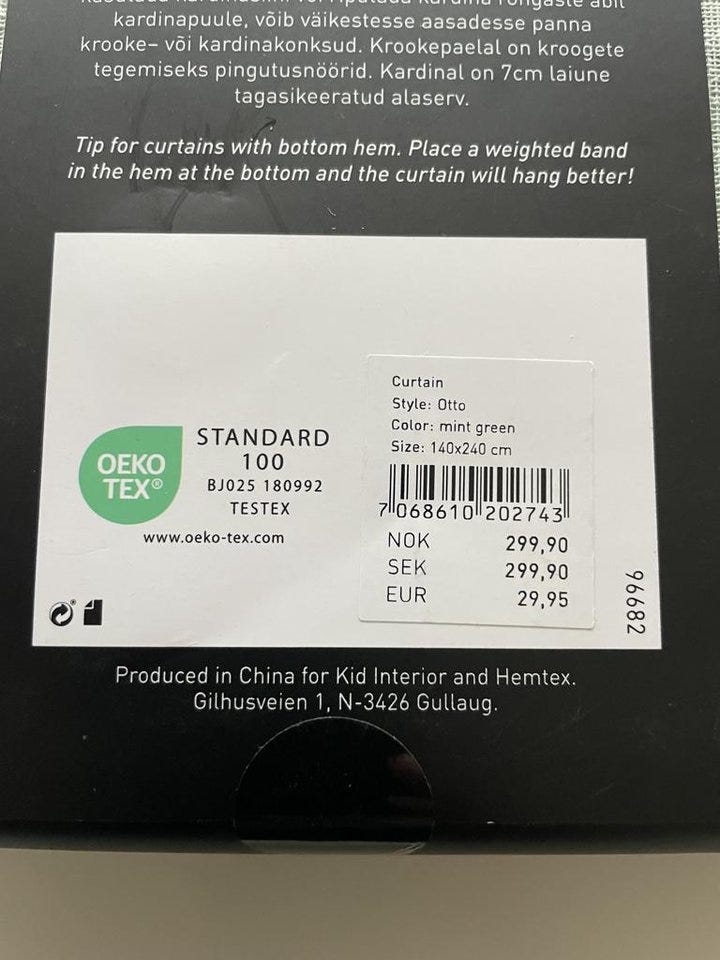 kardinapuule, võib väikestesse aasadesse panna
krooke- või kardinakonksud. Krookepaelal on kroogete
tegemiseks pingutusnöörid. Kardinal on 7cm laiune
tagasikeeratud alaserv.
Tip for curtains with bottom hem. Place a weighted band
in the hem at the bottom and the curtain will hang better!
OEKO
TEX®
STANDARD
100
BJ025 180992
TESTEX
www.oeko-tex.com
Curtain
Style: Otto
Color: mint green
Size: 140x240 cm
7 068610 202743
NOK 299,90
SEK 299,90
EUR 29,95
96682
Produced in China for Kid Interior and Hemtex.
Gilhusveien 1, N-3426 Gullaug.